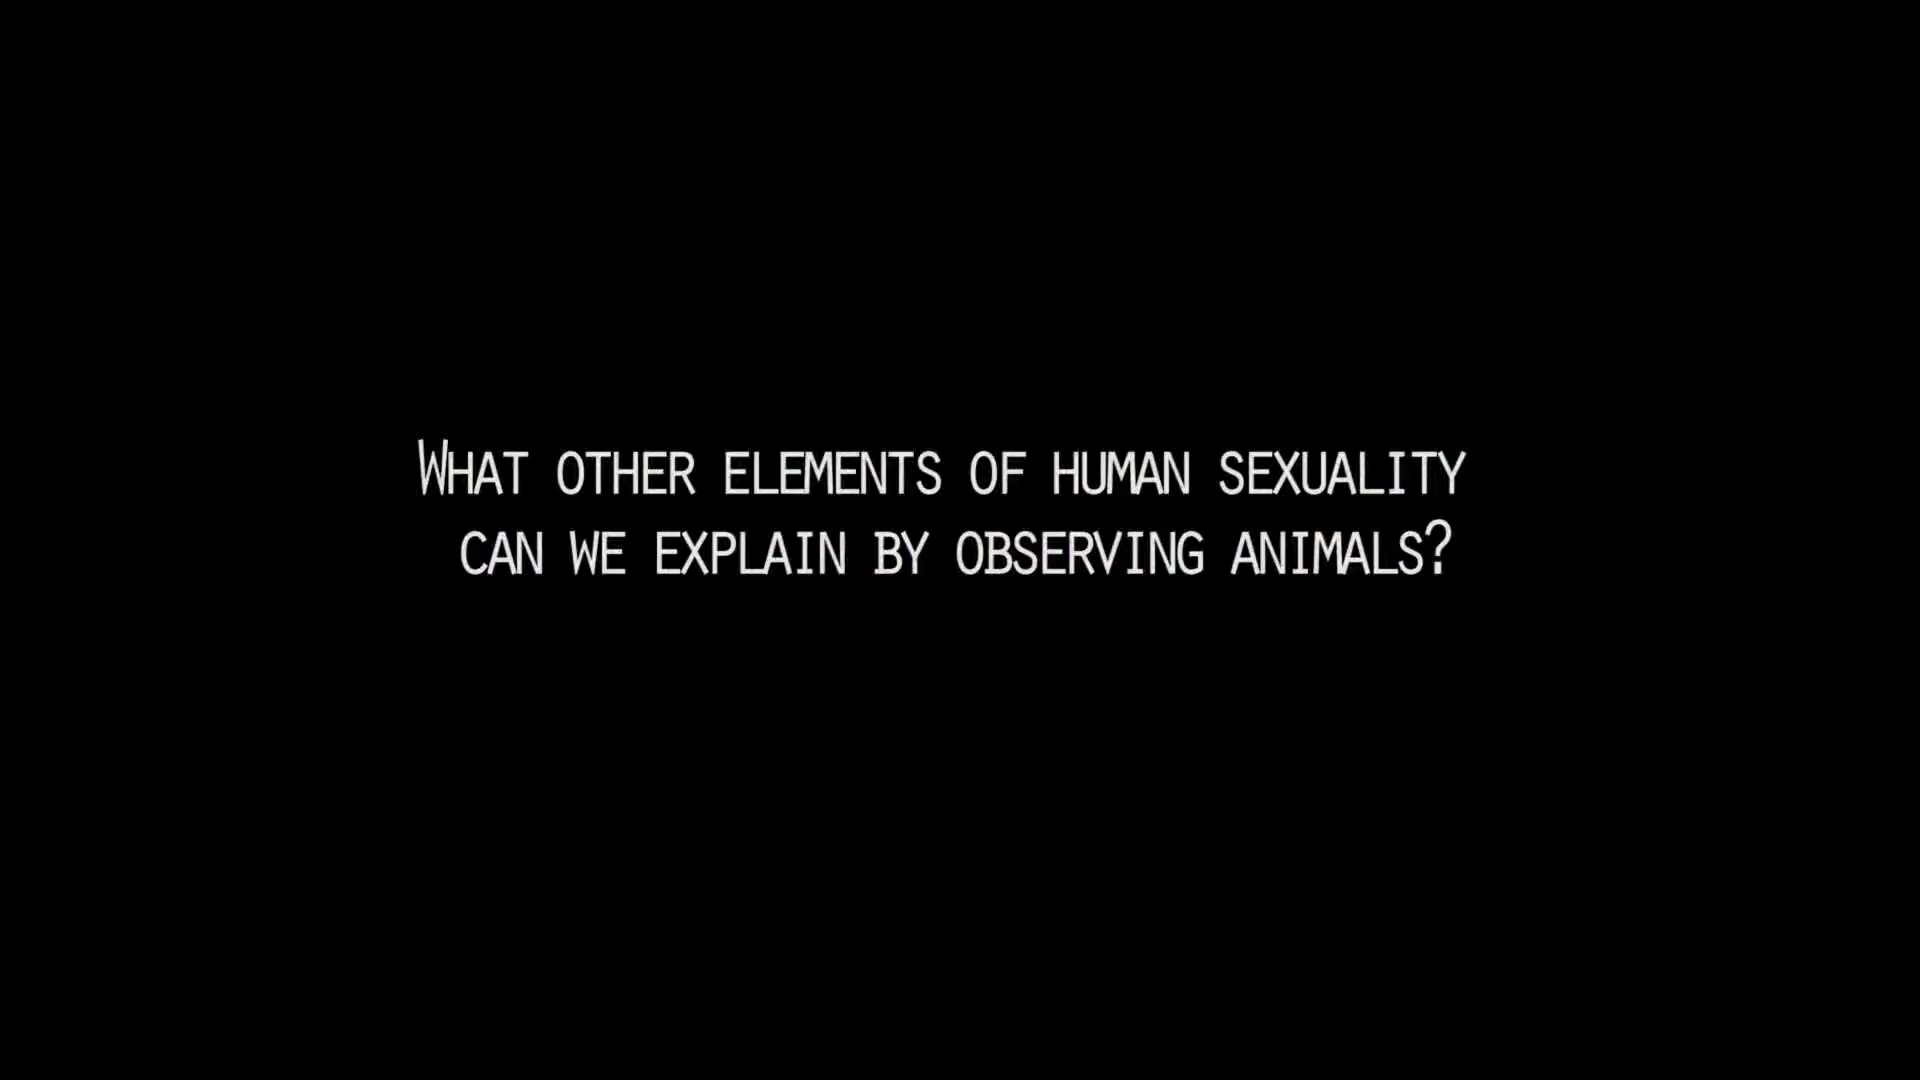 What other elements of human sexuality
can we explain by observing animals?